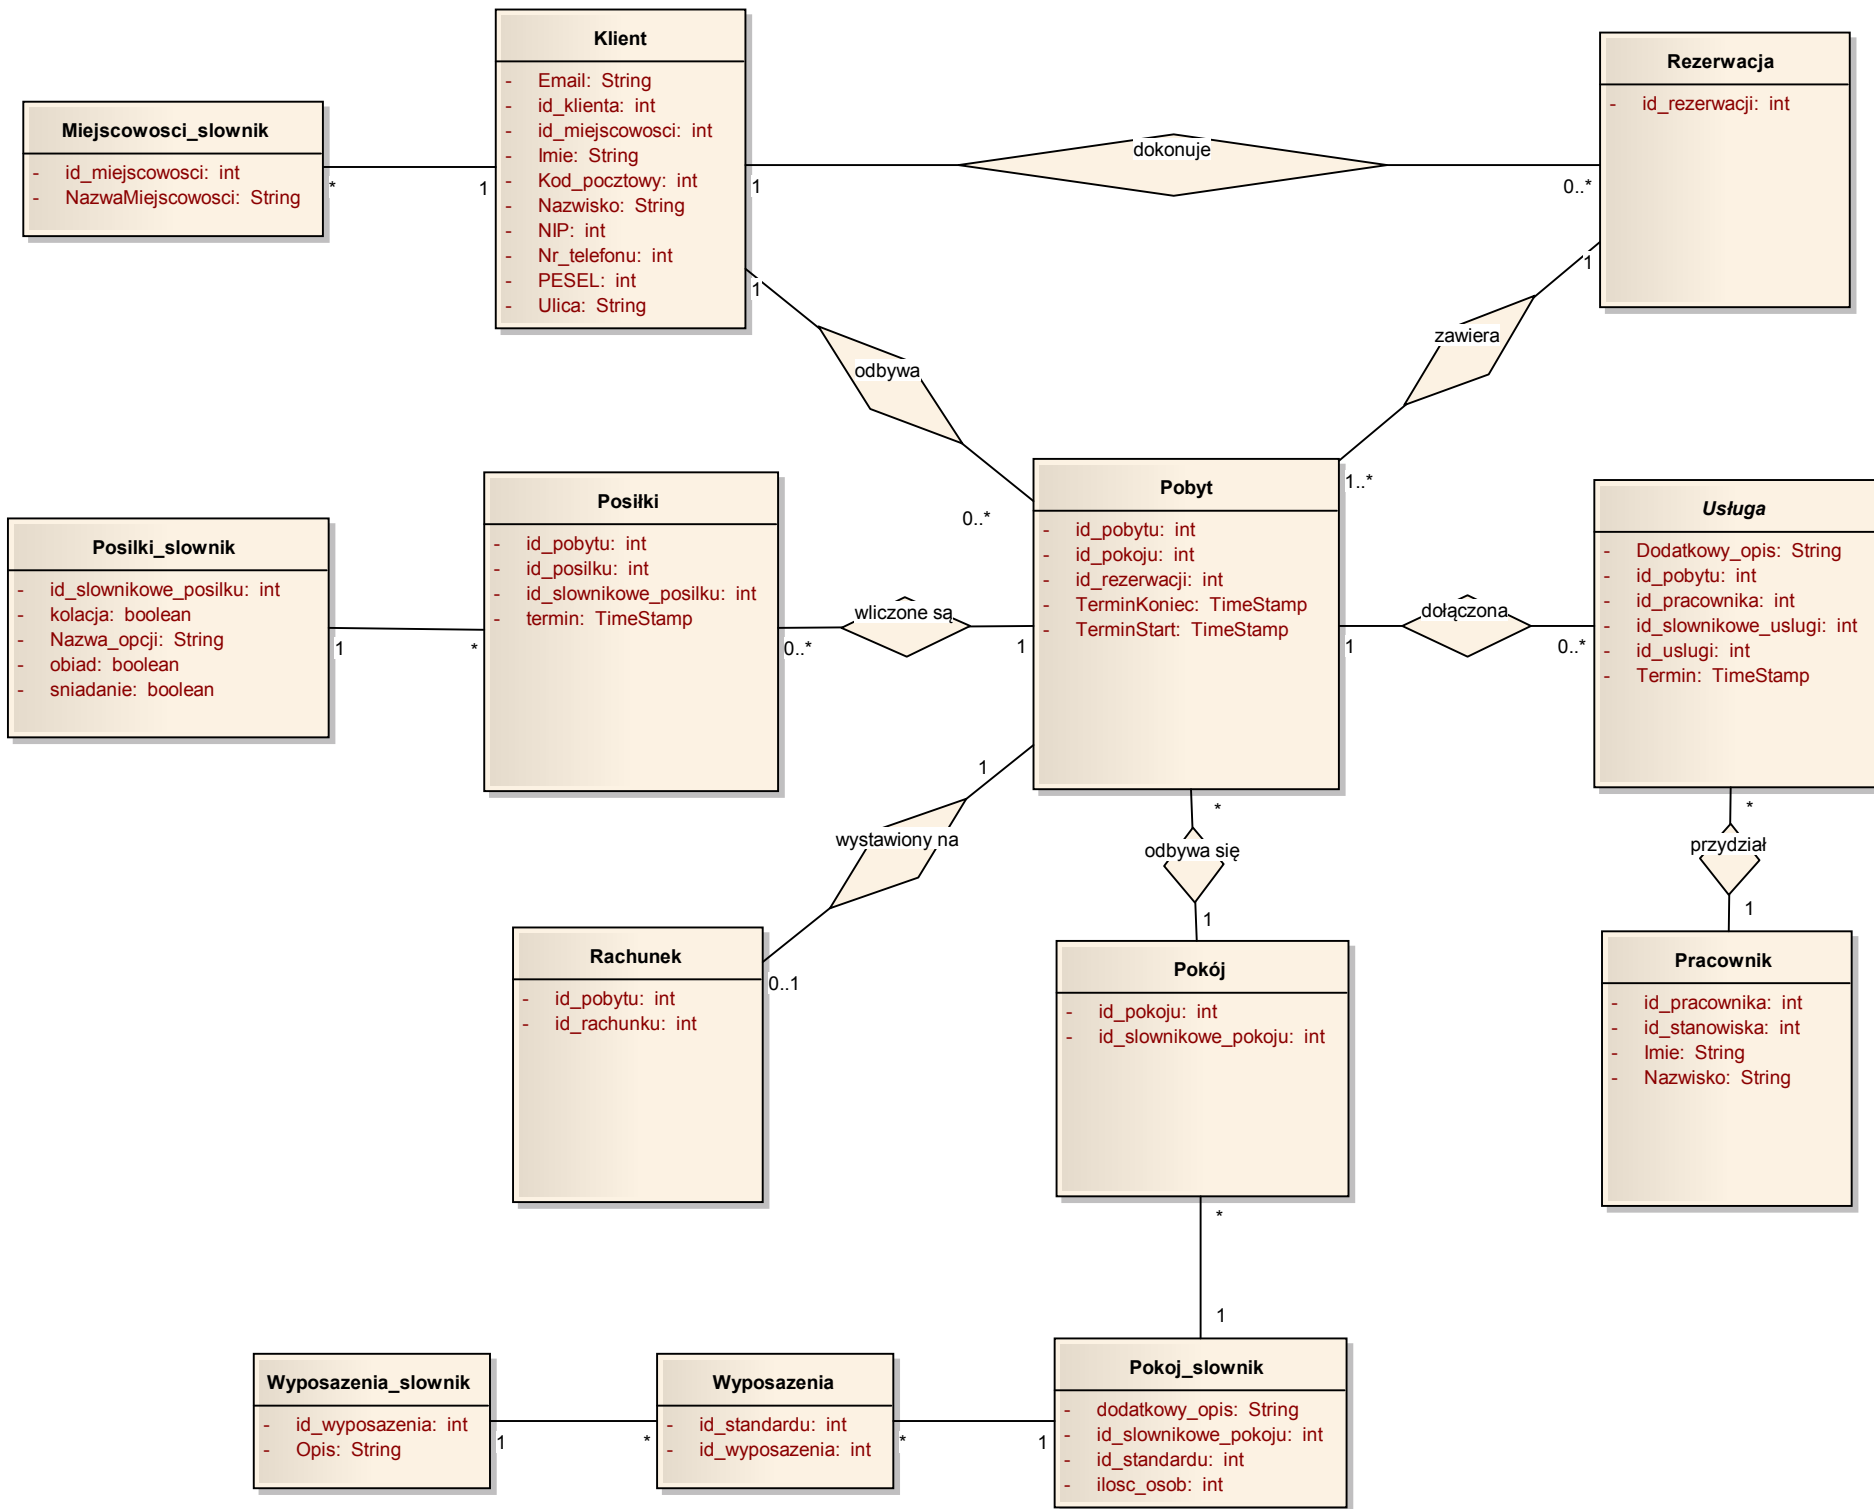 Klient
- Email: String
- id_klienta: int
- id_miejscowosci: int
- Imie: String
- Kod_pocztowy: int
- Nazwisko: String
- NIP: int
- Nr_telefonu: int
- PESEL: int
- Ulica: String
Rezerwacja
- id_rezerwacji: int
Miejscowosci_slownik
- id_miejscowosci: int
- NazwaMiejscowosci: String
*
1
1
dokonuje
0..*
1
odbywa
0..*
1
zawiera
1..*
Posilki_slownik
- id_slownikowe_posilku: int
- kolacja: boolean
- Nazwa_opcji: String
- obiad: boolean
- sniadanie: boolean
1
*
Posiłki
- id_pobytu: int
- id_posilku: int
- id_slownikowe_posilku: int
- termin: TimeStamp
0..*
wliczone są
1
Pobyt
- id_pobytu: int
- id_pokoju: int
- id_rezerwacji: int
- TerminKoniec: TimeStamp
- TerminStart: TimeStamp
1
dołączona
0..*
Usługa
- Dodatkowy_opis: String
- id_pobytu: int
- id_pracownika: int
- id_slownikowe_uslugi: int
- id_uslugi: int
- Termin: TimeStamp
1
wystawiony na
0..1
*
odbywa się
1
*
przydział
1
Rachunek
- id_pobytu: int
- id_rachunku: int
Pokój
- id_pokoju: int
- id_slownikowe_pokoju: int
Pracownik
- id_pracownika: int
- id_stanowiska: int
- Imie: String
- Nazwisko: String
*
1
Wyposazenia_slownik
- id_wyposazenia: int
- Opis: String
1
*
Wyposazenia
- id_standardu: int
- id_wyposazenia: int
*
1
Pokoj_slownik
- dodatkowy_opis: String
- id_slownikowe_pokoju: int
- id_standardu: int
- ilosc_osob: int